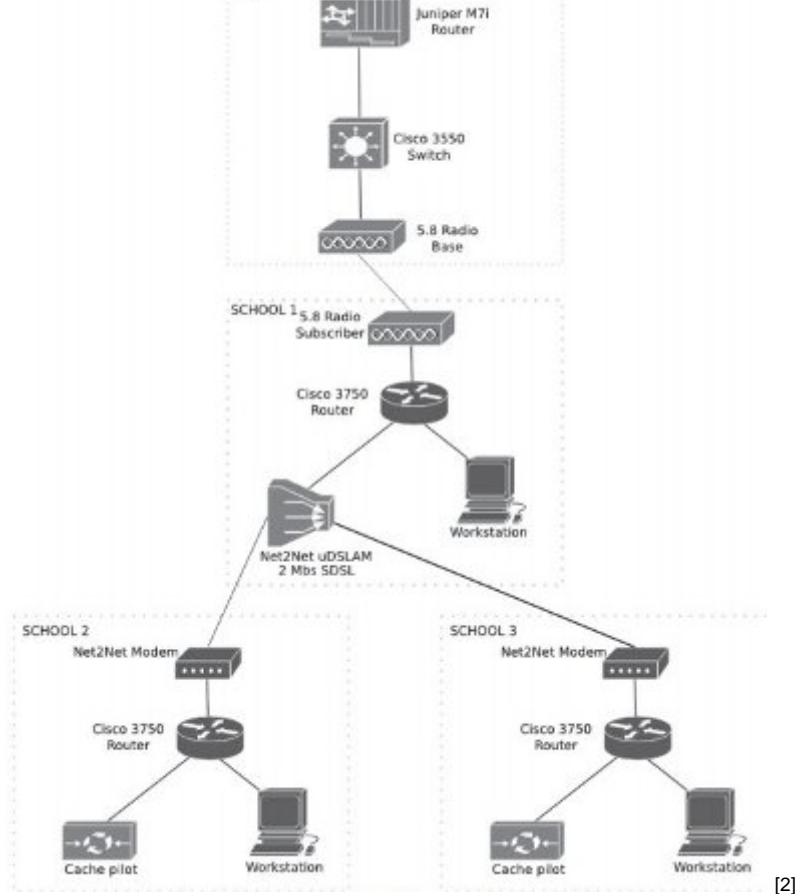 Juniper M7i
Router
Cisco 3550
Switch
5.8 Radio
Base
SCHOOL 1
5.8 Radio
Subscriber
Cisco 3750
Router
Workstation
Net2Net uDSLAM
2 Mbs SDSL
SCHOOL 2
Net2Net Modem
Cisco 3750
Router
Cache pilot
Workstation
SCHOOL 3
Net2Net Modem
Cisco 3750
Router
Cache pilot
Workstation
[2]